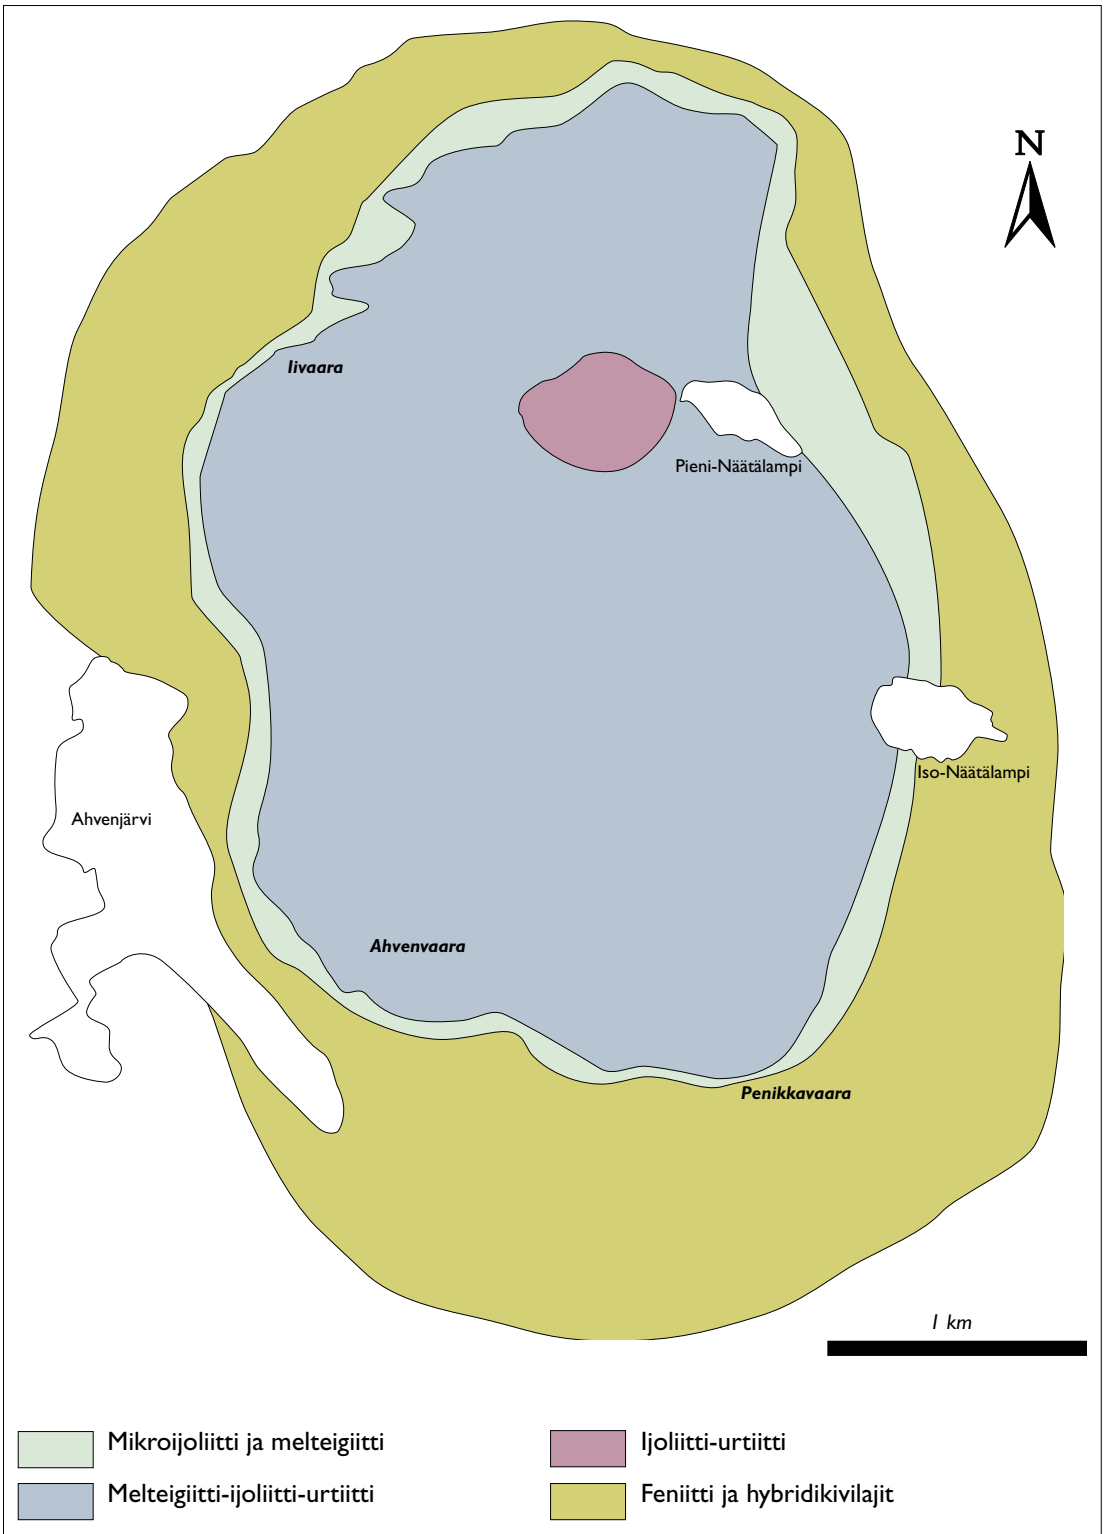 N
Iivaara
Pieni-Näätälampi
Iso-Näätälampi
Ahvenjärvi
Ahvenvaara
Penikkavaara
1 km
Mikroijoliitti ja melteigiitti
Ijoliitti-urtiitti
Melteigiitti-ijoliitti-urtiitti
Feniitti ja hybridikivilajit